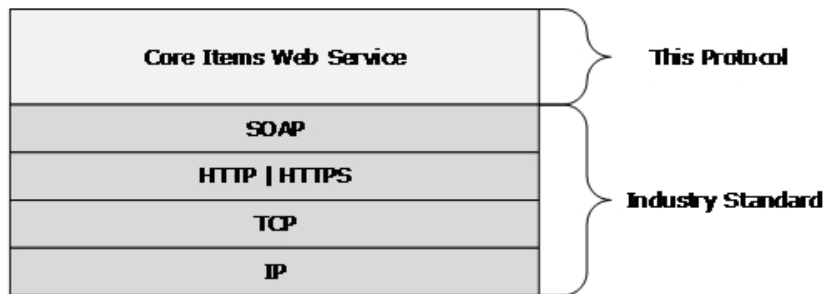 Core Items Web Service
This Protocol
SOAP
HTTP | HTTPS
Industry Standard
TCP
IP